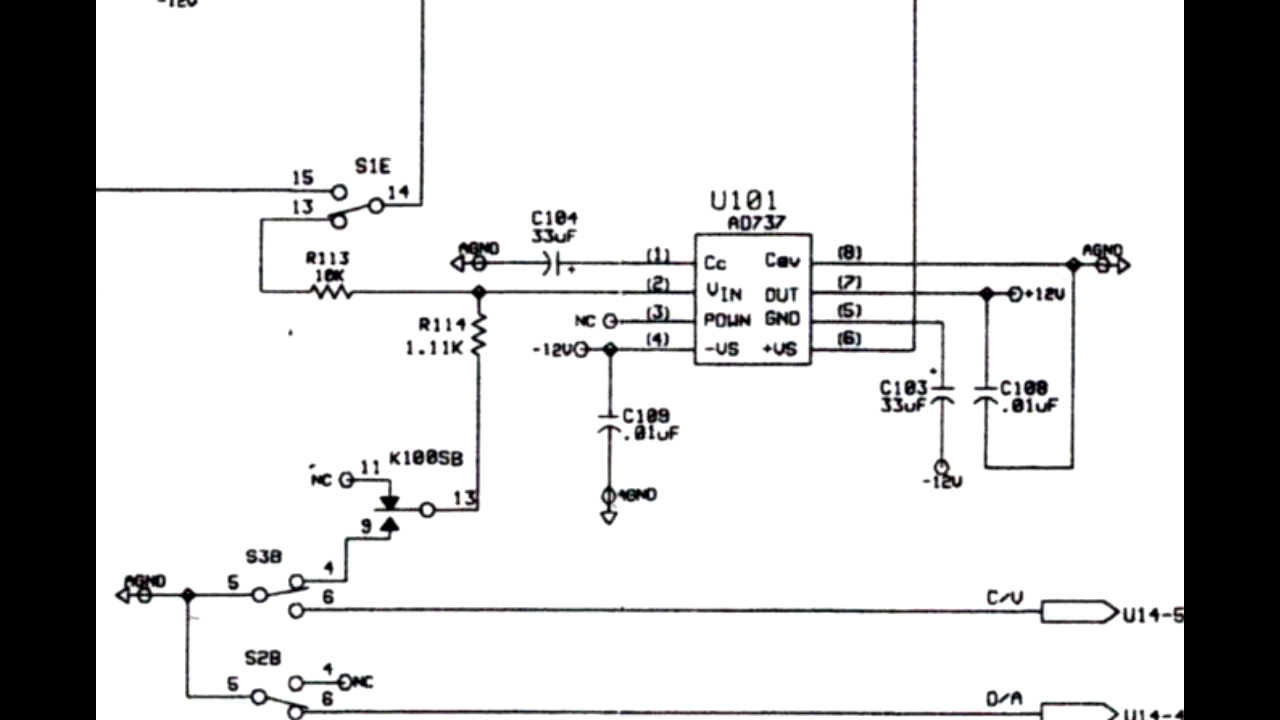 -12V
S1E
15
14
13
R113
10K
AGND
C104
33uF
+
U101
AD737
(1)
(2)
(3)
(4)
Cc
VIN
PDWN
-VS
Cav
OUT
GND
+VS
(8)
(7)
(5)
(6)
AGND
+12V
NC
-12V
R114
1.11K
C109
.01uF
AGND
+
C103
33uF
-12V
C108
.01uF
K100SB
NC
11
13
9
S3B
AGND
5
4
6
C/V
U14-5
S2B
5
4
NC
6
D/A
U14-4